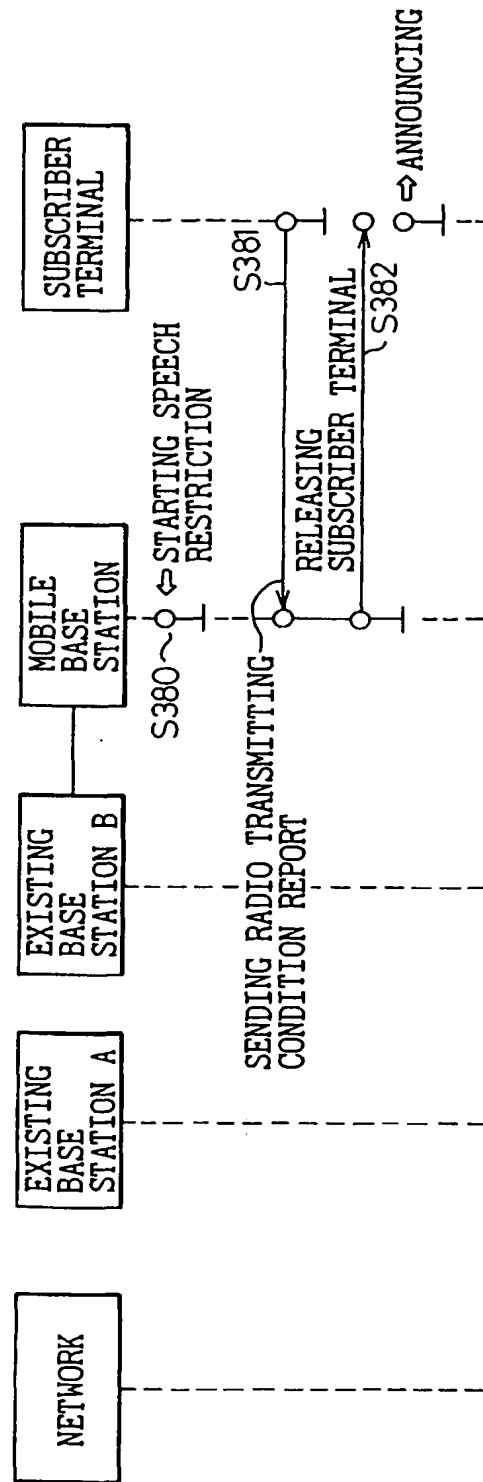 NETWORK
EXISTING
BASE
STATION A
EXISTING
BASE
STATION B
MOBILE
BASE
STATION
SUBSCRIBER
TERMINAL
S380
STARTING SPEECH
RESTRICTION
SENDING RADIO TRANSMITTING
CONDITION REPORT
S381
RELEASING
SUBSCRIBER TERMINAL
S382
ANNOUNCING